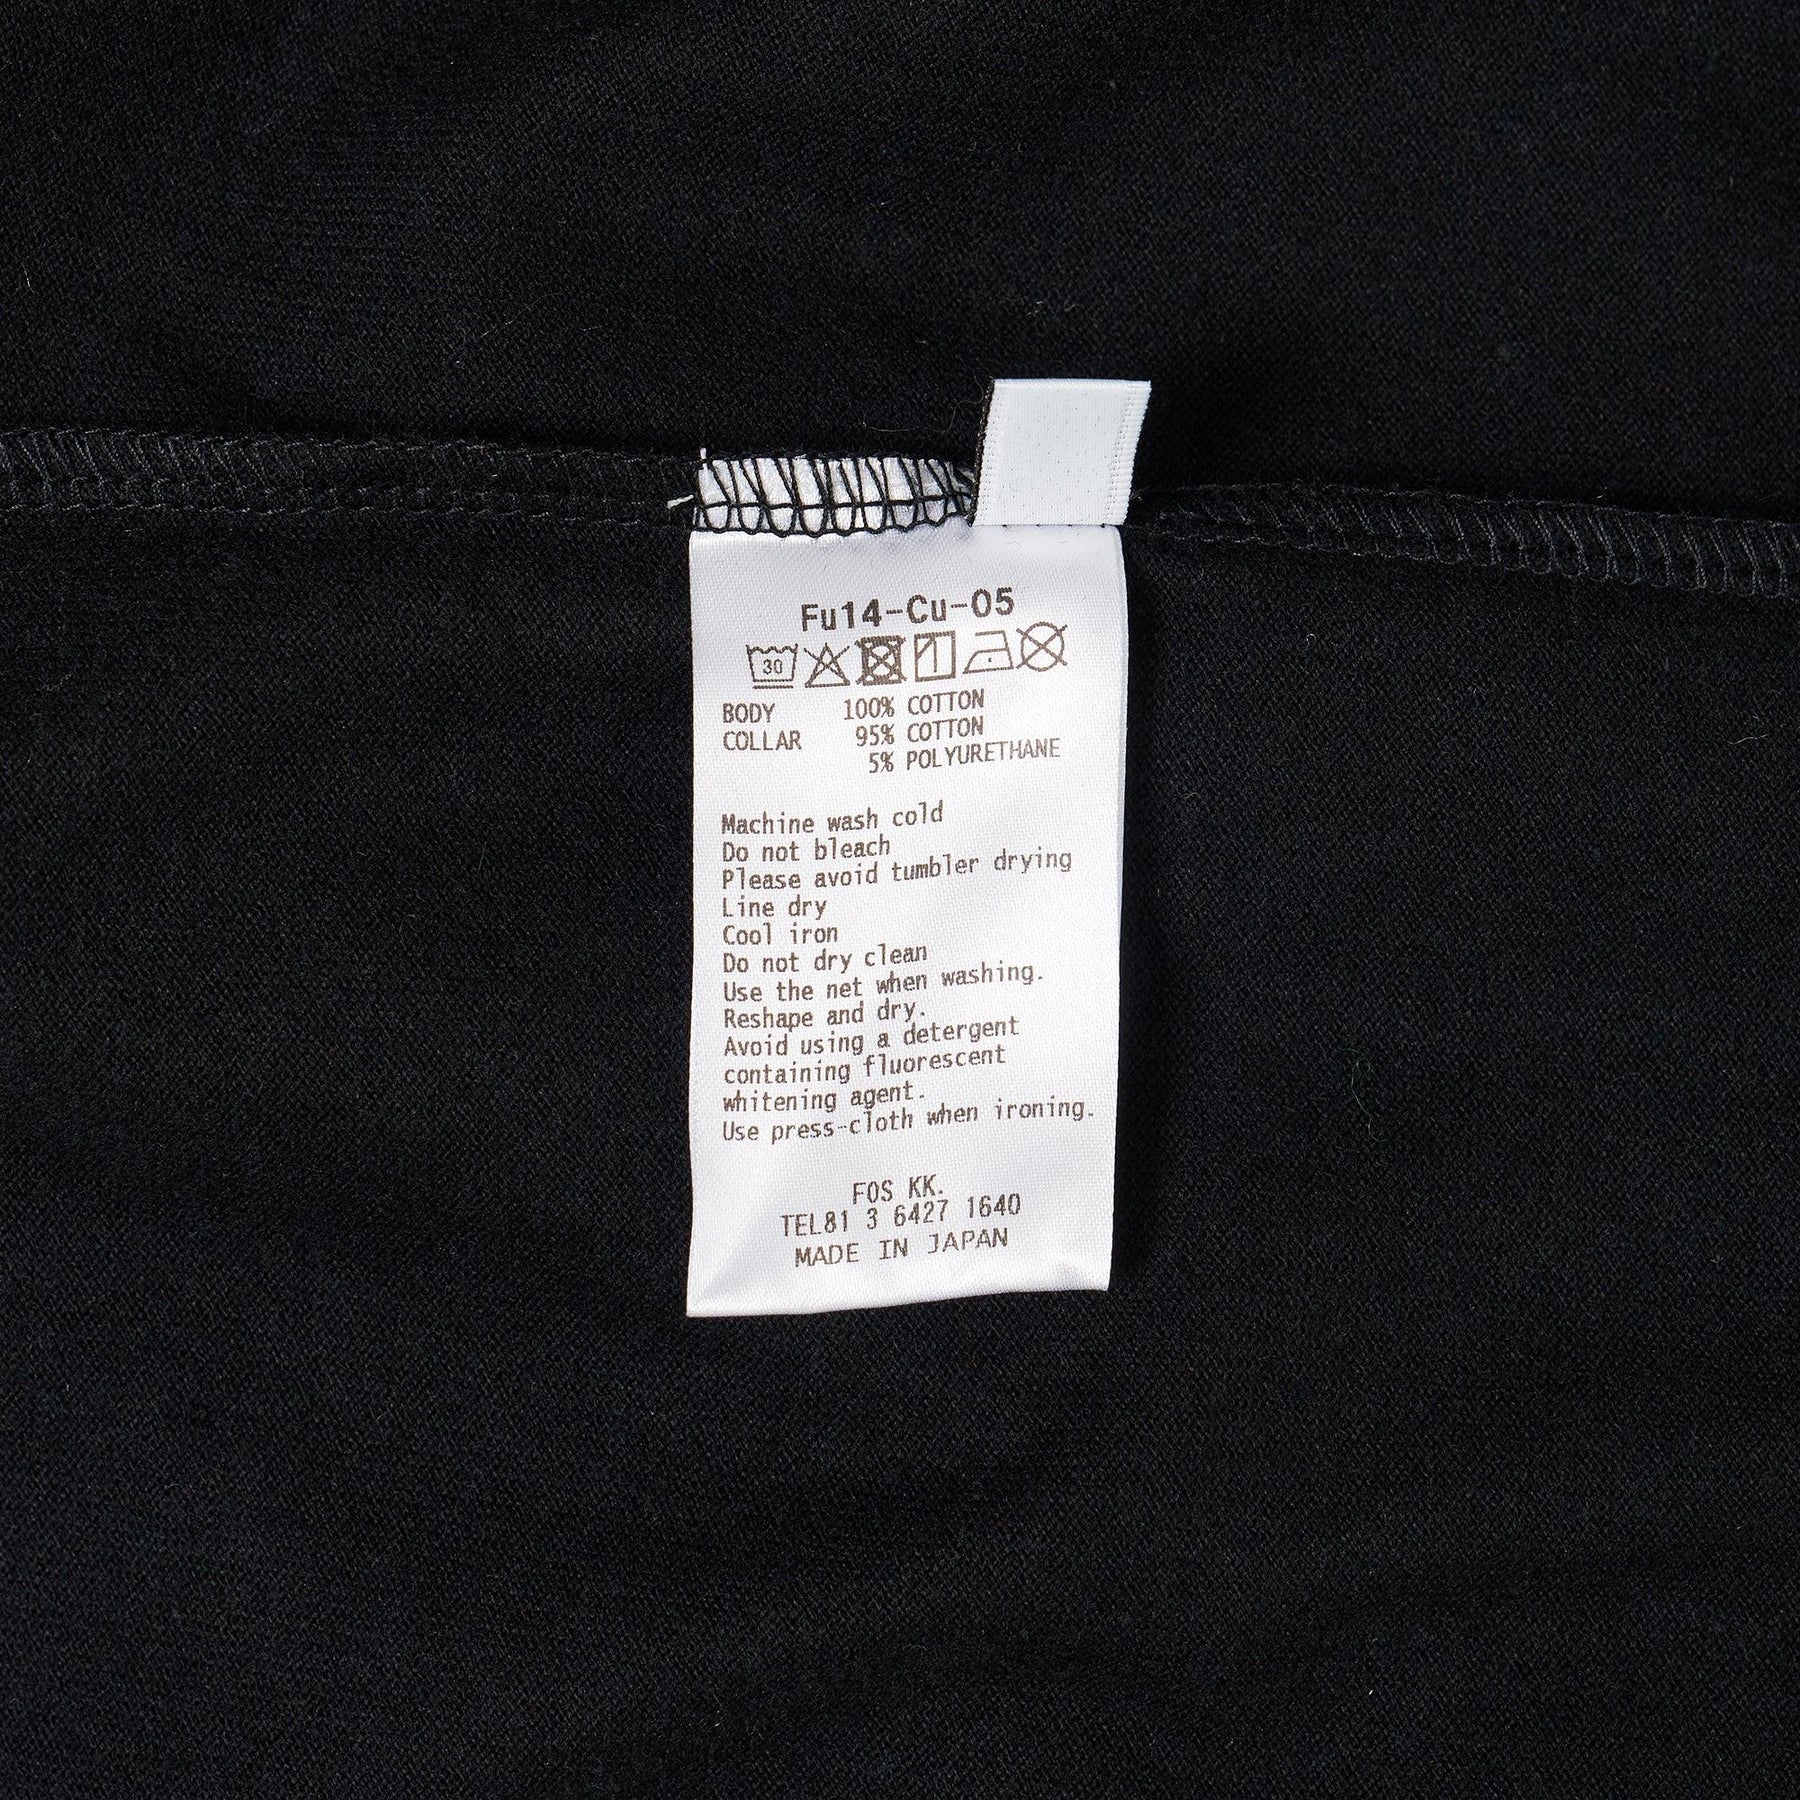 Fu14-Cu-05
30
BODY 100% COTTON
COLLAR 95% COTTON
5% POLYURETHANE
Machine wash cold
Do not bleach
Please avoid tumbler drying
Line dry
Cool iron
Do not dry clean
Use the net when washing.
Reshape and dry.
Avoid using a detergent
containing fluorescent
whitening agent.
Use press-cloth when ironing.
FOS KK.
TEL81 3 6427 1640
MADE IN JAPAN